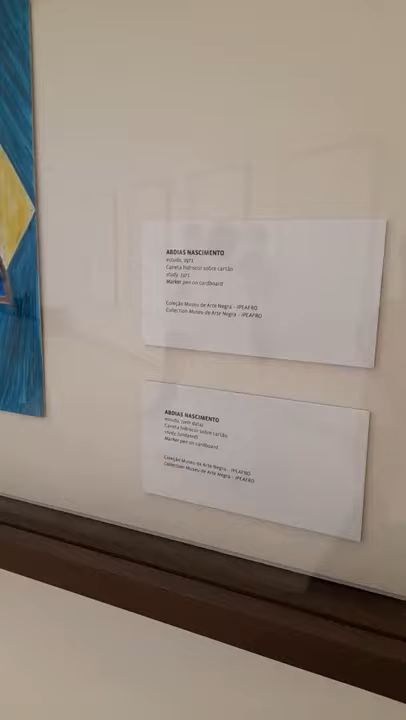 ABDIAS NASCIMENTO
estudo, 1971
Caneta hidrocor sobre cartão
study, 1971
Marker pen on cardboard
Coleção Museu de Arte Negra - IPEAFRO
Collection Museu de Arte Negra - IPEAFRO
ABDIAS NASCIMENTO
estudo, (sem data)
Caneta hidrocor sobre cartão
study, (undated)
Marker pen on cardboard
Coleção Museu de Arte Negra - IPEAFRO
Collection Museu de Arte Negra - IPEAFRO